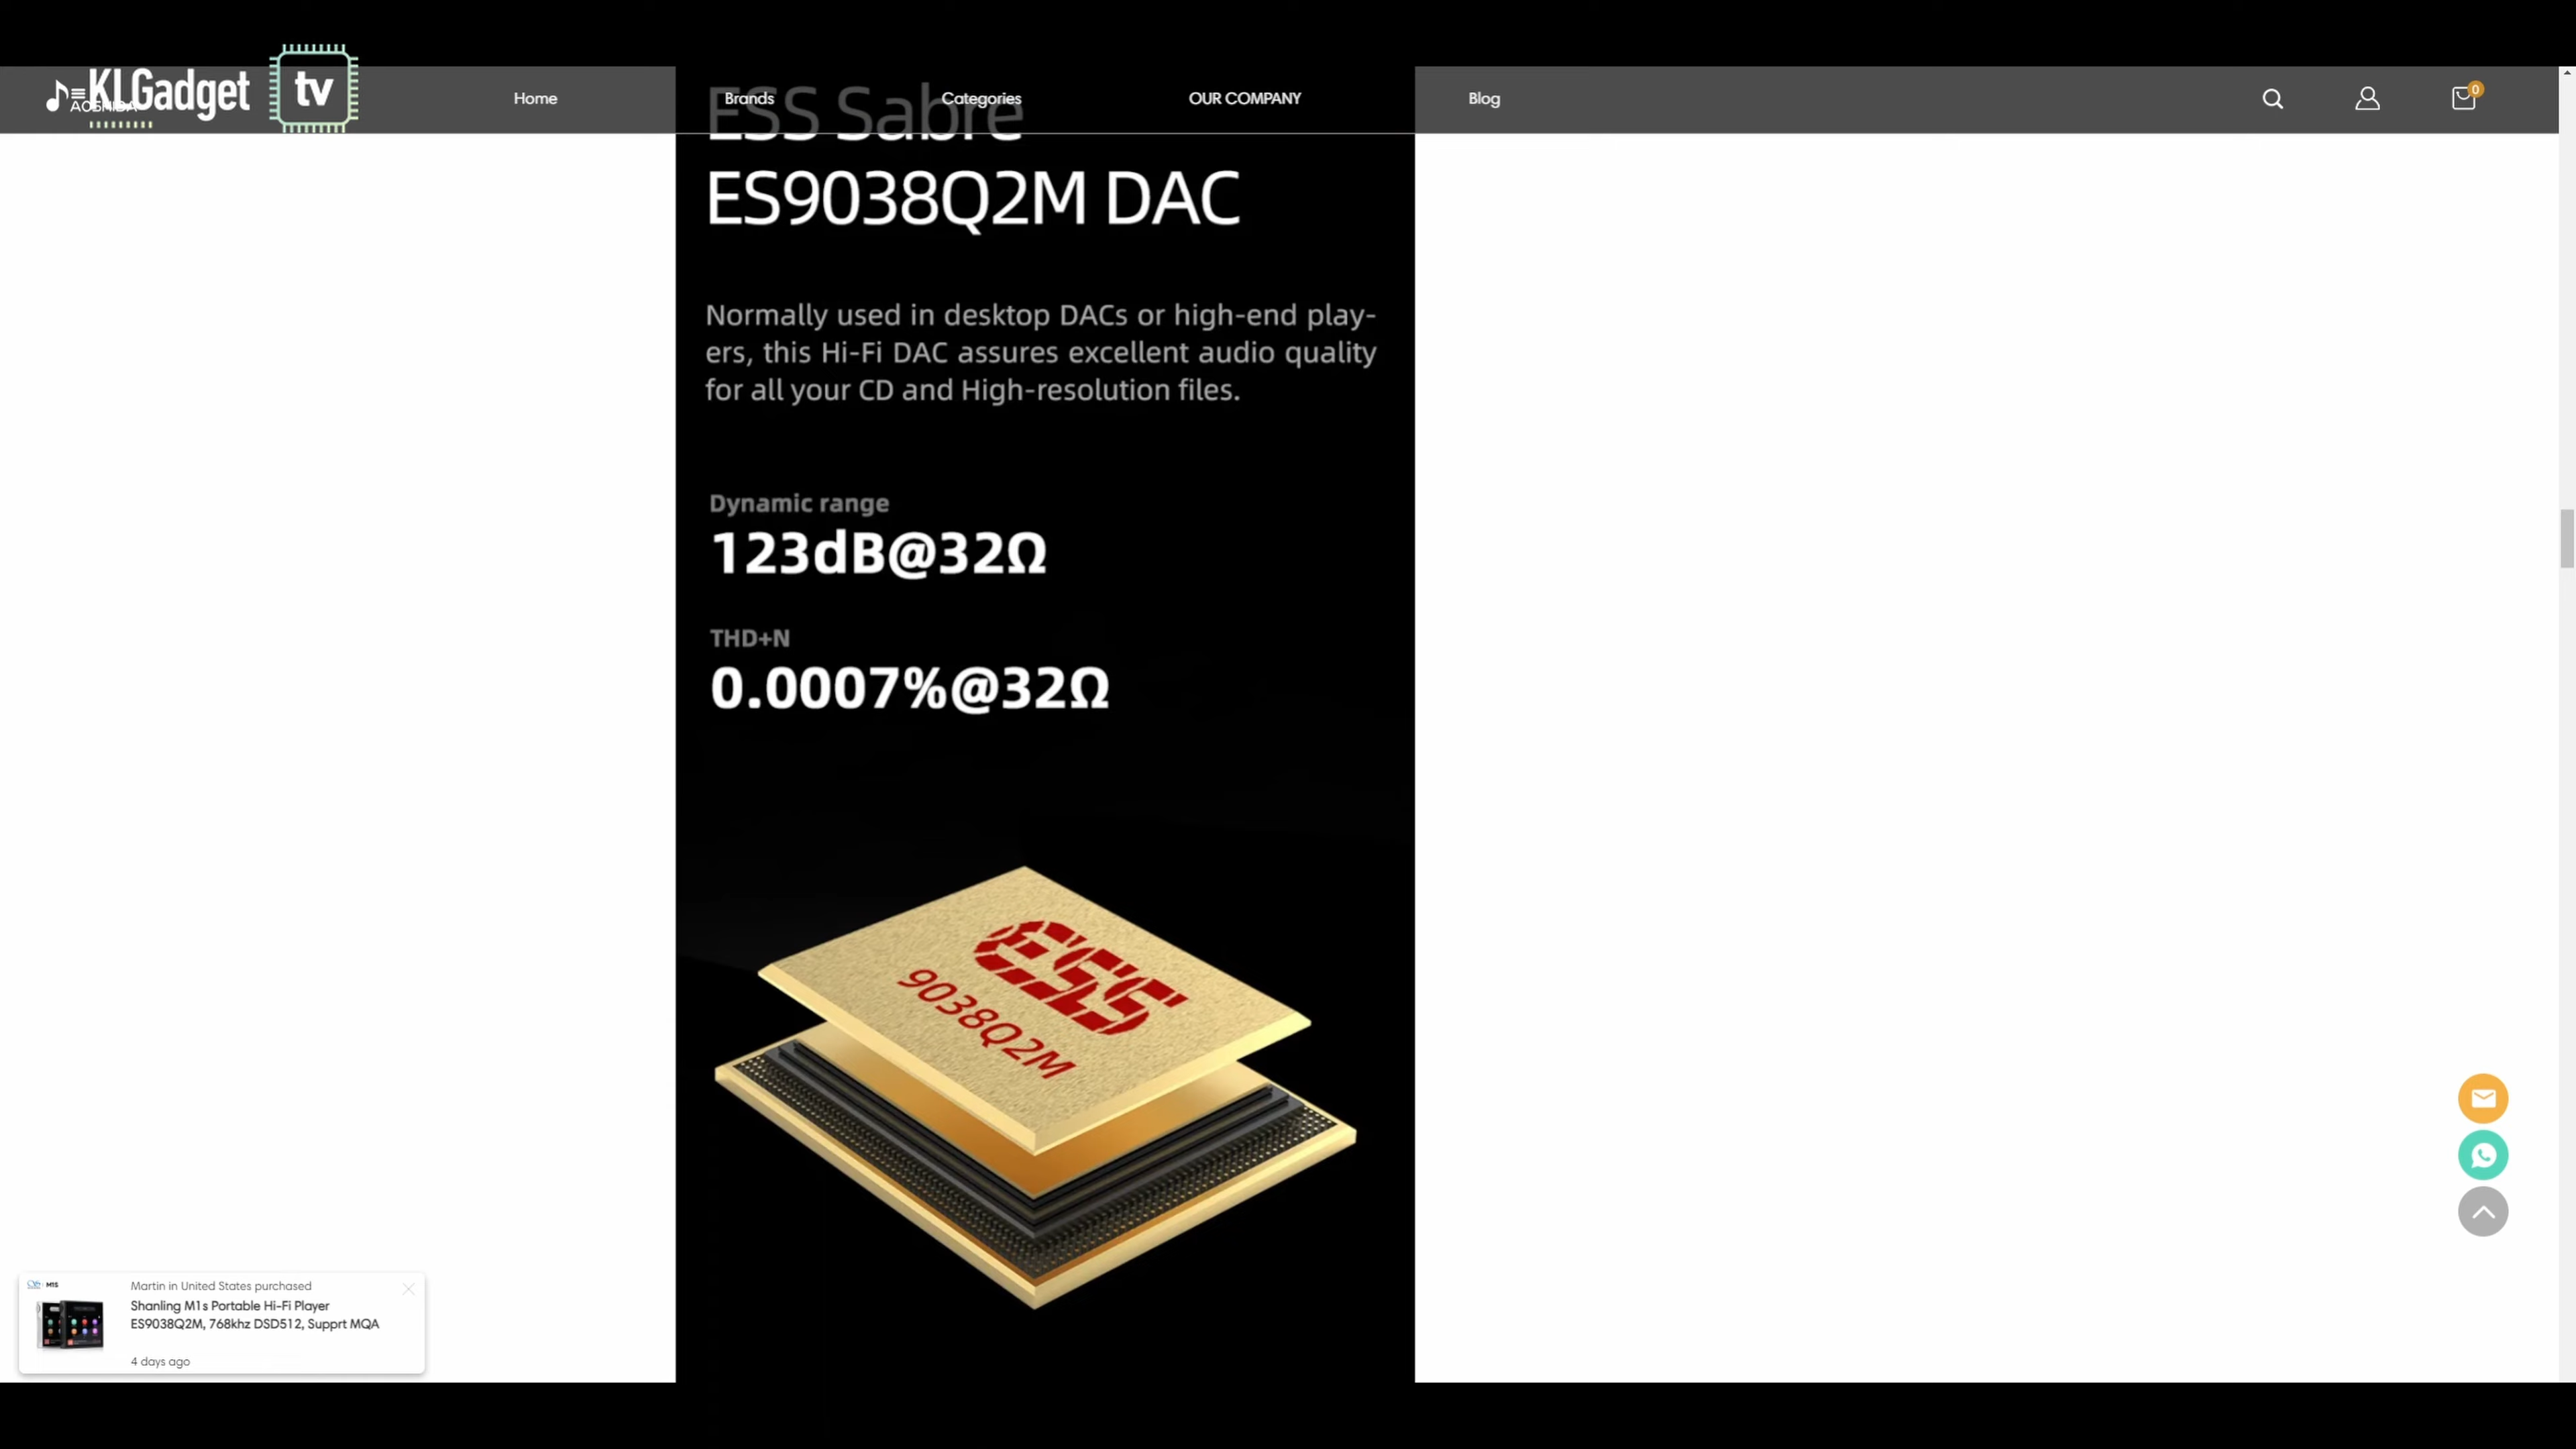 KLGadget tv
AOSHIDA
Home
Brands
Categories
OUR COMPANY
Blog
0
ESS Sabre
ES9038Q2M DAC
Normally used in desktop DACs or high-end play-
ers, this Hi-Fi DAC assures excellent audio quality
for all your CD and High-resolution files.
Dynamic range
123dB@32Ω
THD+N
0.0007%@32Ω
ESS
9038Q2M
M1S
Martin in United States purchased
Shanling M1s Portable Hi-Fi Player
ES9038Q2M, 768khz DSD512, Supprt MQA
4 days ago